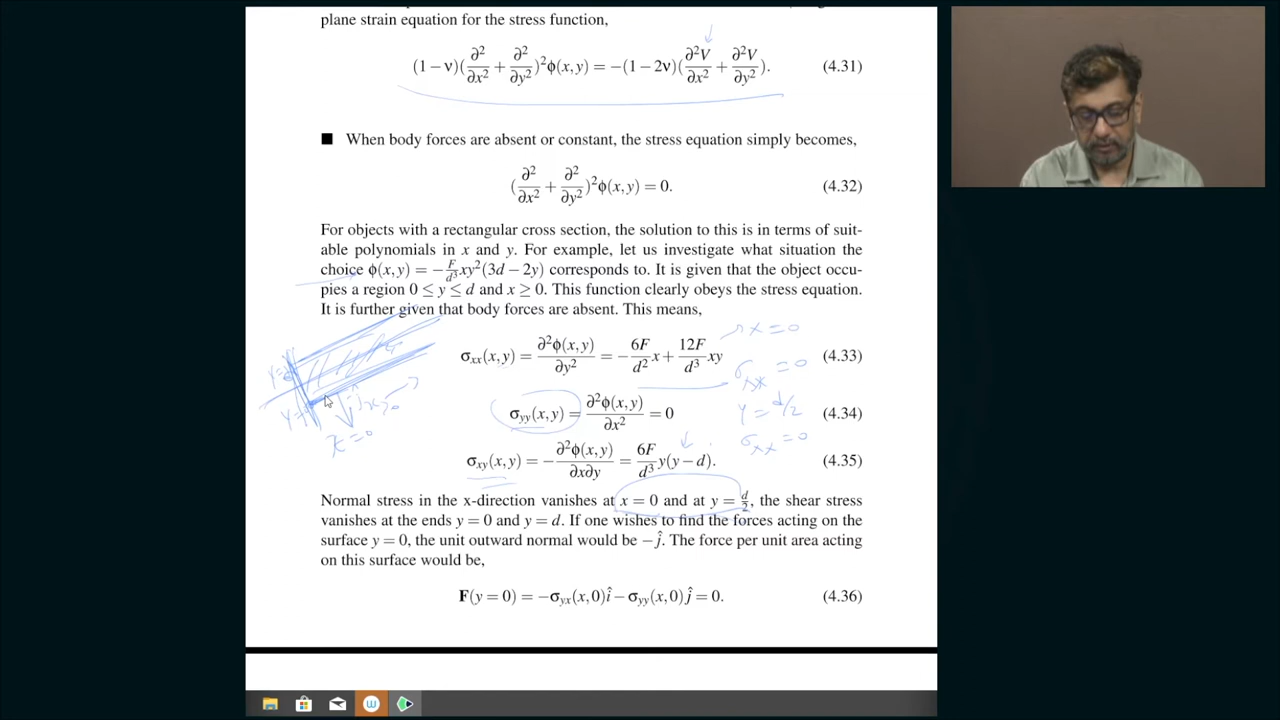 plane strain equation for the stress function,
(1 − ν)(∂²/∂x² + ∂²/∂y²)²ϕ(x,y) = −(1 − 2ν)(∂²V/∂x² + ∂²V/∂y²). (4.31)
■ When body forces are absent or constant, the stress equation simply becomes,
(∂²/∂x² + ∂²/∂y²)²ϕ(x,y) = 0. (4.32)
For objects with a rectangular cross section, the solution to this is in terms of suit-
able polynomials in x and y. For example, let us investigate what situation the
choice ϕ(x,y) = −F/d³ xy²(3d − 2y) corresponds to. It is given that the object occu-
pies a region 0 ≤ y ≤ d and x ≥ 0. This function clearly obeys the stress equation.
It is further given that body forces are absent. This means,
σxx(x,y) = ∂²ϕ(x,y)/∂y² = −6F/d² x + 12F/d³ xy (4.33)
x = 0
σxx = 0
σyy(x,y) = ∂²ϕ(x,y)/∂x² = 0 (4.34)
y = d/2
σxx = 0
x = 0
σxy(x,y) = −∂²ϕ(x,y)/∂x∂y = 6F/d³ y(y − d). (4.35)
Normal stress in the x-direction vanishes at x = 0 and at y = d/2, the shear stress
vanishes at the ends y = 0 and y = d. If one wishes to find the forces acting on the
surface y = 0, the unit outward normal would be −ĵ. The force per unit area acting
on this surface would be,
F(y = 0) = −σyx(x,0)î − σyy(x,0)ĵ = 0. (4.36)